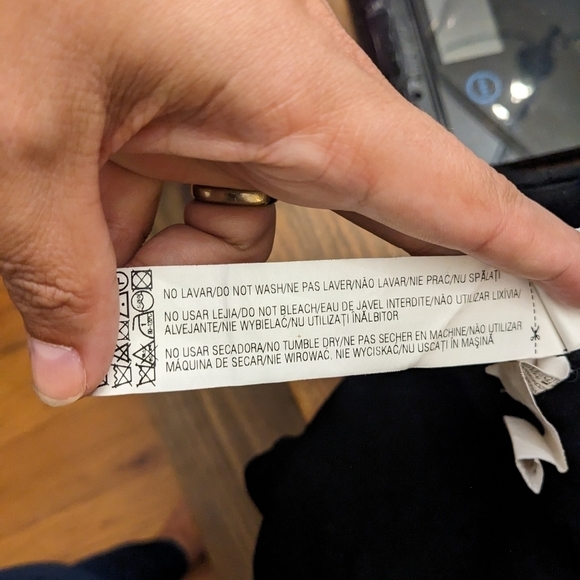 NO LAVAR/DO NOT WASH/NE PAS LAVER/NÃO LAVAR/NIE PRAĆ/NU SPĂLAȚI
NO USAR LEJIA/DO NOT BLEACH/EAU DE JAVEL INTERDITE/NÃO UTILIZAR LIXÍVIA/
ALVEJANTE/NIE WYBIELAĆ/NU UTILIZAȚI ÎNĂLBITOR
NO USAR SECADORA/NO TUMBLE DRY/NE PAS SECHER EN MACHINE/NÃO UTILIZAR
MÁQUINA DE SECAR/NIE WIROWAĆ, NIE WYCISKAĆ/NU USCAȚI ÎN MAȘINĂ